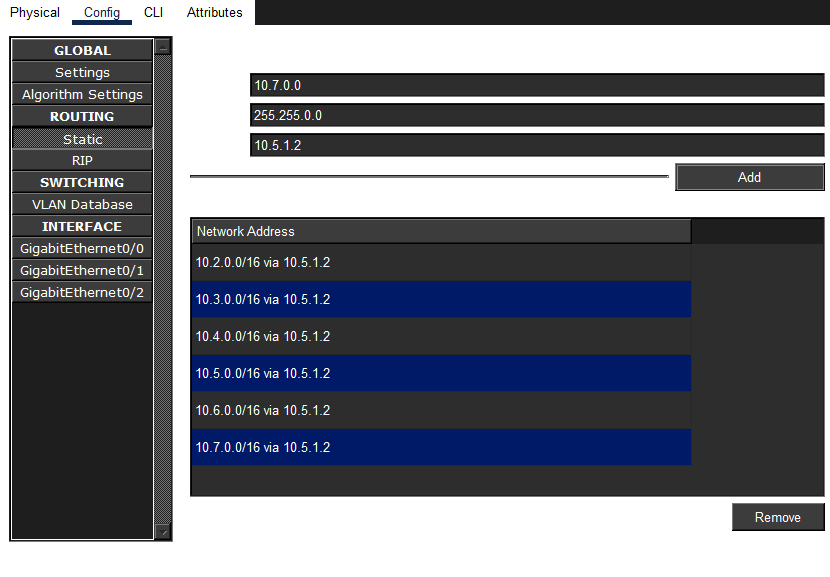 Physical Config CLI Attributes
GLOBAL
Settings
Algorithm Settings
ROUTING
Static
RIP
SWITCHING
VLAN Database
INTERFACE
GigabitEthernet0/0
GigabitEthernet0/1
GigabitEthernet0/2
10.7.0.0
255.255.0.0
10.5.1.2
Add
Network Address
10.2.0.0/16 via 10.5.1.2
10.3.0.0/16 via 10.5.1.2
10.4.0.0/16 via 10.5.1.2
10.5.0.0/16 via 10.5.1.2
10.6.0.0/16 via 10.5.1.2
10.7.0.0/16 via 10.5.1.2
Remove